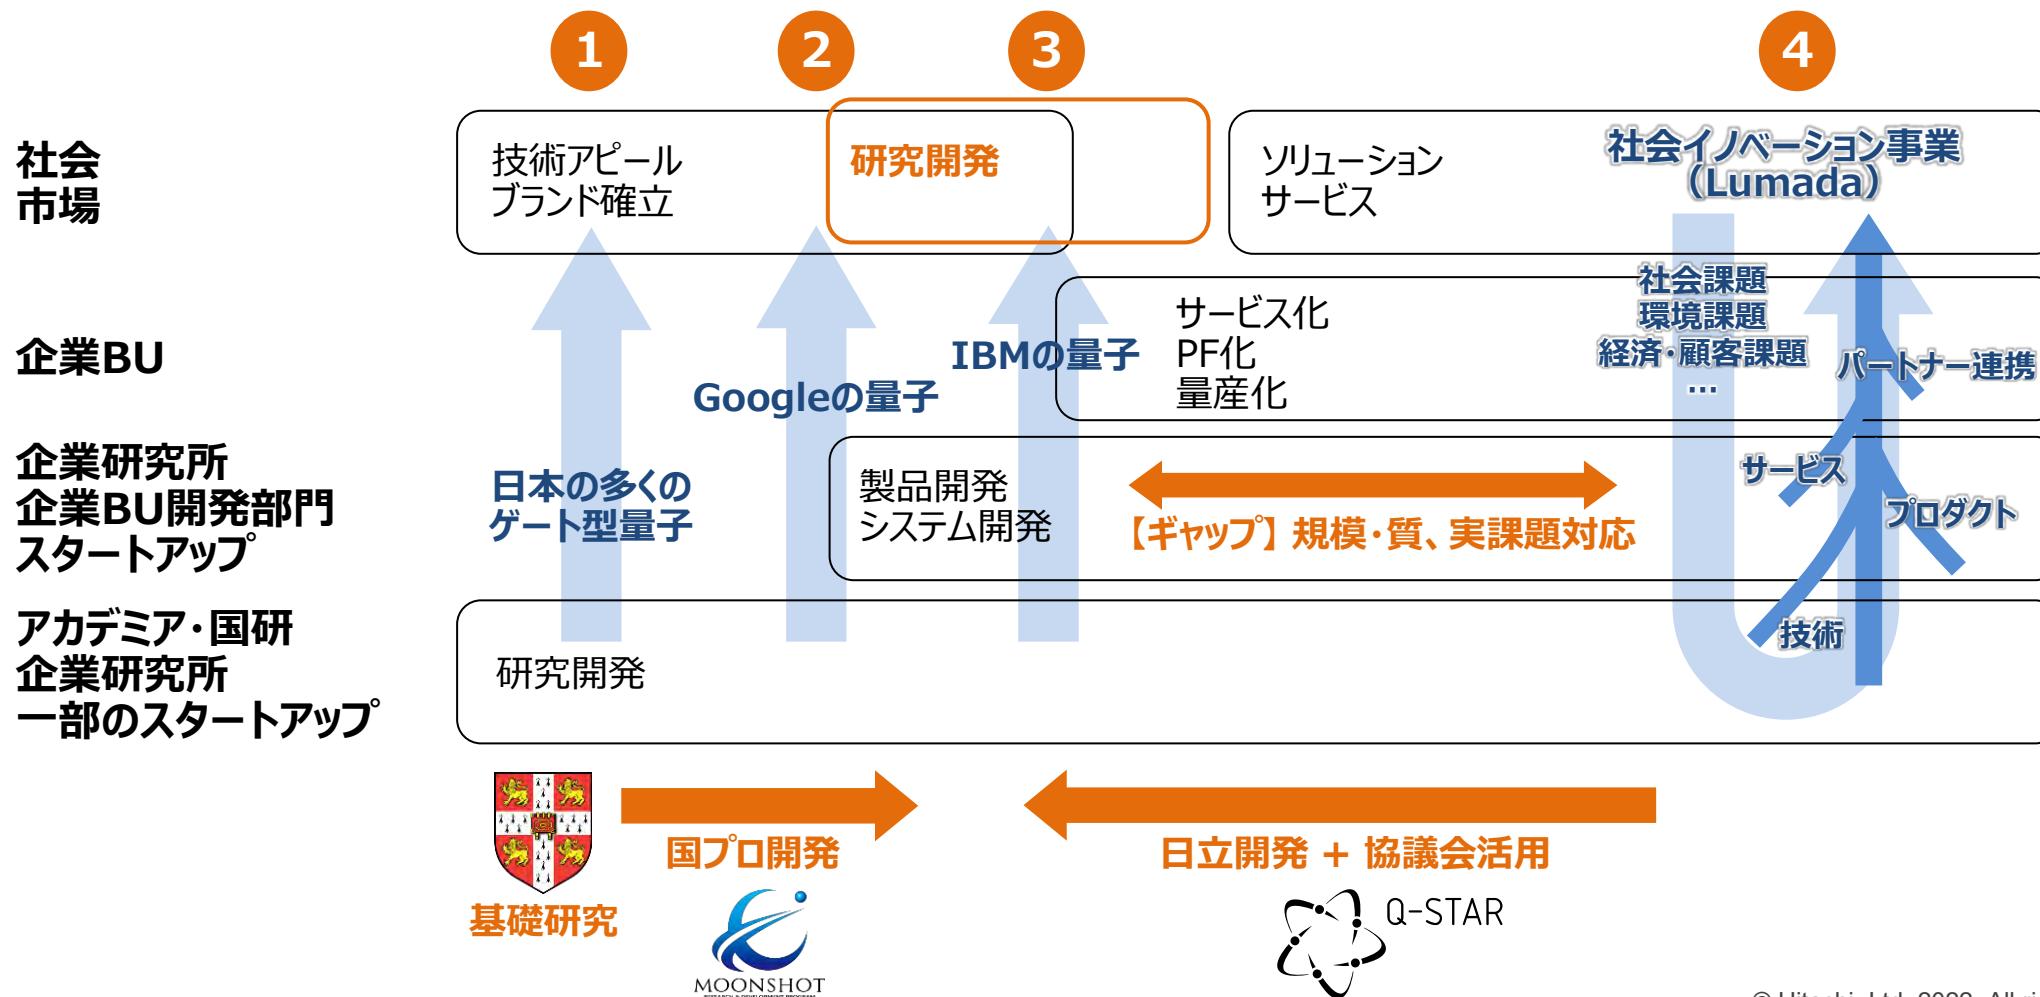 1
2
3
4
社会
市場
技術アピール
ブランド確立
研究開発
ソリューション
サービス
社会イノベーション事業
（Lumada）
企業BU
サービス化
PF化
量産化
社会課題
環境課題
経済・顧客課題
…
パートナー連携
IBMの量子
Googleの量子
企業研究所
企業BU開発部門
スタートアップ
日本の多くの
ゲート型量子
製品開発
システム開発
【ギャップ】規模・質、実課題対応
サービス
プロダクト
アカデミア・国研
企業研究所
一部のスタートアップ
研究開発
技術
基礎研究
国プロ開発
日立開発 + 協議会活用
MOONSHOT
RESEARCH & DEVELOPMENT PROGRAM
Q-STAR
© Hitachi, Ltd. 2022. All